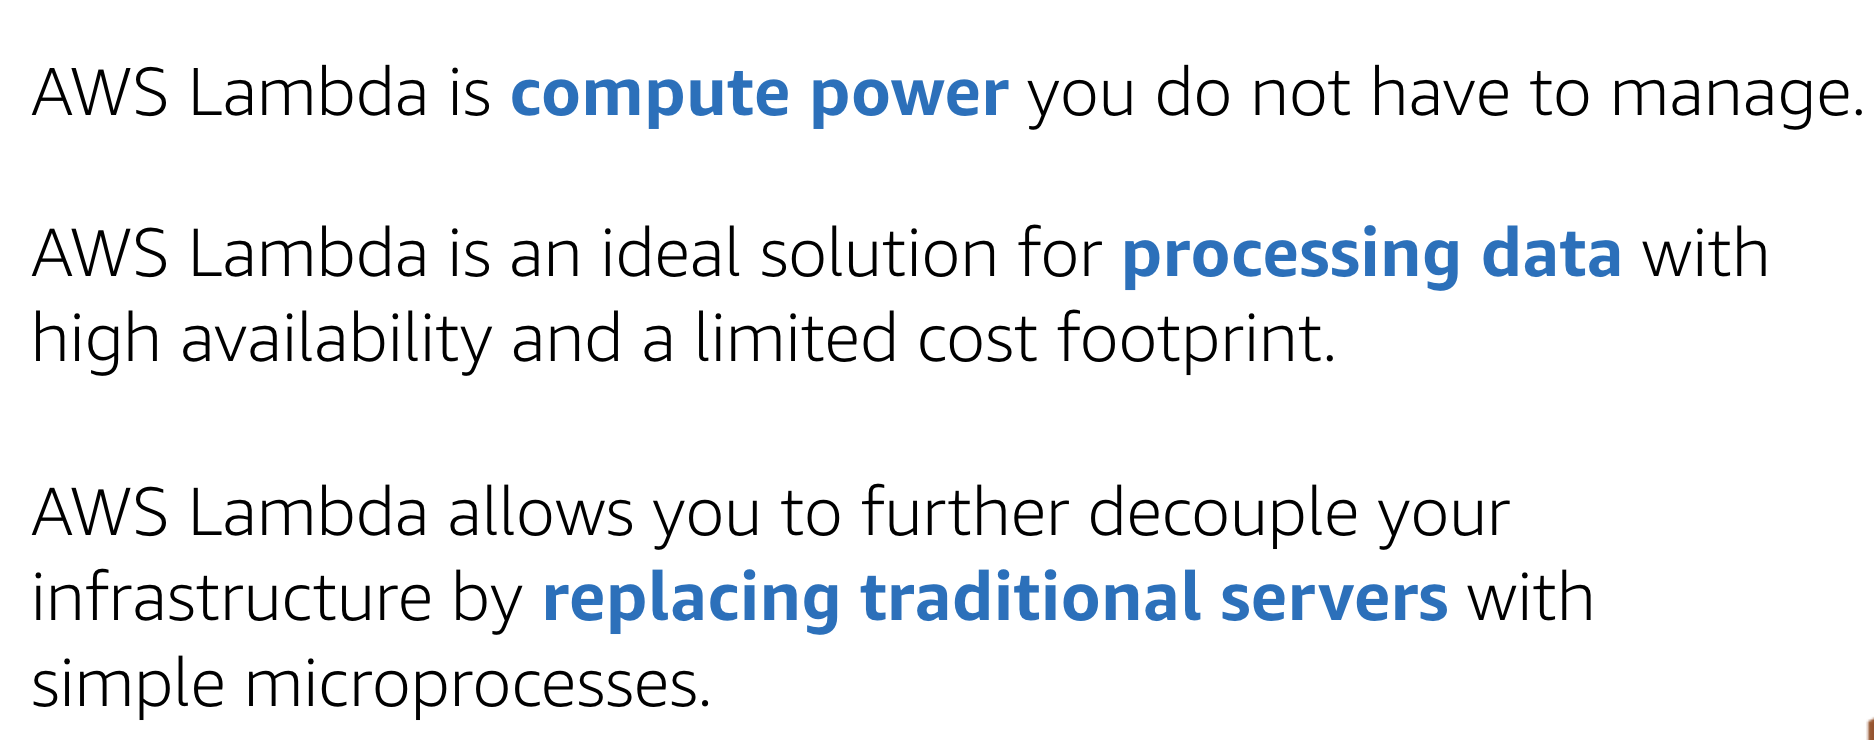 AWS Lambda is compute power you do not have to manage.
AWS Lambda is an ideal solution for processing data with
high availability and a limited cost footprint.
AWS Lambda allows you to further decouple your
infrastructure by replacing traditional servers with
simple microprocesses.